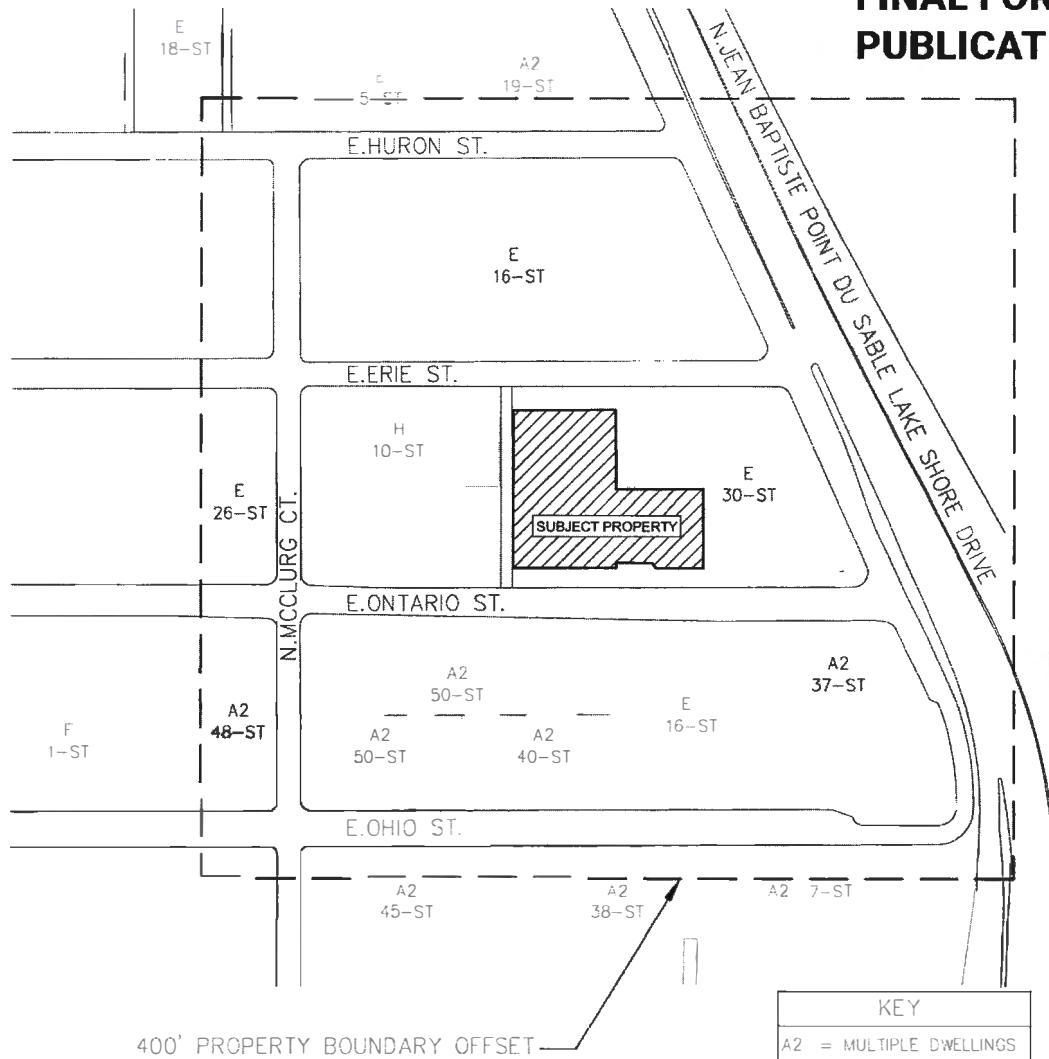 FINAL FOR
PUBLICAT
E
18-ST
E
5-ST
A2
19-ST
N.JEAN BAPTISTE POINT DU SABLE LAKE SHORE DRIVE
E.HURON ST.
E
16-ST
E.ERIE ST.
H
10-ST
E
26-ST
N.MCCLURG CT.
SUBJECT PROPERTY
E
30-ST
E.ONTARIO ST.
A2
50-ST
A2
37-ST
F
1-ST
A2
48-ST
A2
50-ST
A2
40-ST
E
16-ST
E.OHIO ST.
A2
45-ST
A2
38-ST
A2 7-ST
400' PROPERTY BOUNDARY OFFSET
KEY
A2 = MULTIPLE DWELLINGS